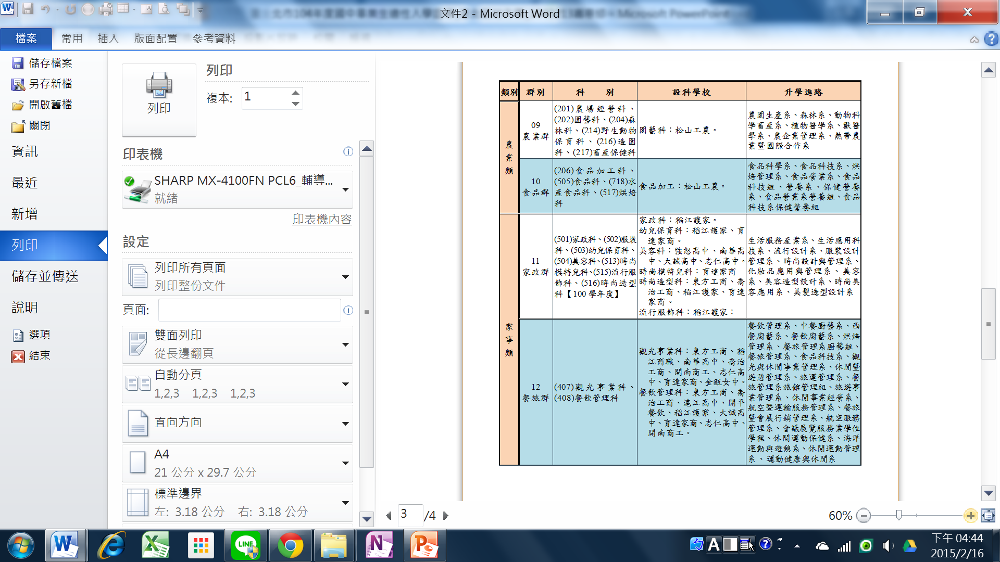 文件2 - Microsoft Word
檔案 常用 插入 版面配置 參考資料
儲存檔案
另存新檔
開啟舊檔
關閉
資訊
最近
新增
列印
儲存並傳送
說明
選項
結束
列印
列印
複本: 1
印表機
SHARP MX-4100FN PCL6_輔導...
就緒
印表機內容
設定
列印所有頁面
列印整份文件
頁面:
雙面列印
從長邊翻頁
自動分頁
1,2,3 1,2,3 1,2,3
直向方向
A4
21 公分 x 29.7 公分
標準邊界
左: 3.18 公分 右: 3.18 公分
類別 群別 科 別 設科學校 升學進路
農業類
09
農業群
(201)農場經營科、
(202)園藝科、(204)森
林科、(214)野生動物
保育科、(216)造園
科、(217)畜產保健科
園藝科：松山工農。
農園生產系、森林系、動物科
學畜產系、植物醫學系、獸醫
學系、農企業管理系、熱帶農
業暨國際合作系
10
食品群
(206)食品加工科、
(505)食品科、(718)水
產食品科、(517)烘焙
科
食品加工：松山工農。
食品科學系、食品科技系、烘
焙管理系、食品營業系、食品
科技組、營養系、保健營養
系、食品營業系營養組、食品
科技系保健營養組
家事類
11
家政群
(501)家政科、(502)服裝
科、(503)幼兒保育科、
(504)美容科、(513)時尚
模特兒科、(515)流行服
飾科、(516)時尚造型
科【100學年度】
家政科：稻江護家。
幼兒保育科：稻江護家、育
達家商。
美容科：強恕高中、南華高
中、大誠高中、志仁高中。
時尚模特兒科：育達家商
時尚造型科：東方工商、喬
治工商、稻江護家、育達
家商。
流行服飾科：稻江護家：
生活服務產業系、生活應用科
技系、流行設計系、服裝設計
管理系、時尚設計與管理系、
化妝品應用與管理系、美容
系、美容造型設計系、時尚美
容應用系、美髮造型設計系
12
餐旅群
(407)觀光事業科、
(408)餐飲管理科
觀光事業科：東方工商、稻
江商職、南華高中、喬治
工商、開南商工、志仁高
中、育達家商、金甌女中。
餐飲管理科：東方工商、喬
治工商、滬江高中、開平
餐飲、稻江護家、大誠高
中、育達家商、志仁高中、
開南商工。
餐飲管理系、中餐廚藝系、西
餐廚藝系、餐飲廚藝系、烘焙
管理系、餐旅管理系廚藝組、
餐旅管理系、食品科技系、觀
光與休閒事業管理系、休閒暨
遊憩管理系、旅運管理系、餐
旅管理系旅館管理組、旅遊事
業管理系、休閒事業經營系、
航空暨運輸服務管理系、餐旅
暨會展行銷管理系、航空服務
管理系、會議展覽服務業學位
學程、休閒運動保健系、海洋
運動與遊憩系、休閒運動管理
系、運動健康與休閒系
3 /4
60%
LINE
A
下午 04:44
2015/2/16